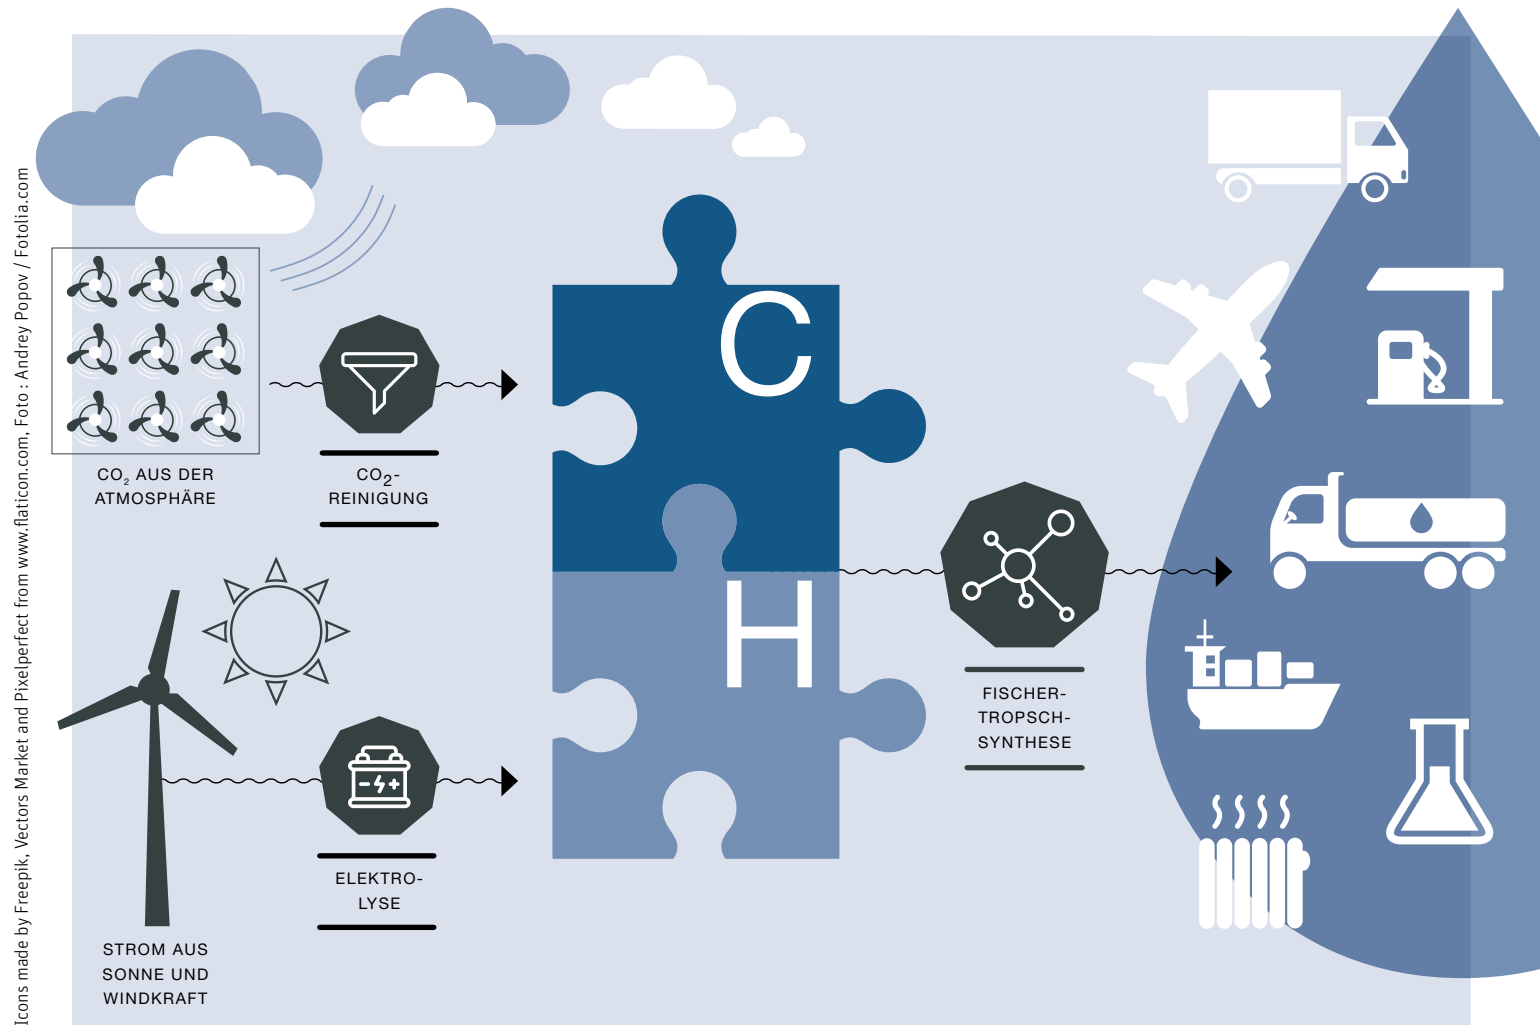 Icons made by Freepik, Vectors Market and Pixelperfect from www.flaticon.com, Foto : Andrey Popov / Fotolia.com
CO₂ AUS DER
ATMOSPHÄRE
CO₂-
REINIGUNG
C
H
FISCHER-
TROPSCH-
SYNTHESE
ELEKTRO-
LYSE
STROM AUS
SONNE UND
WINDKRAFT